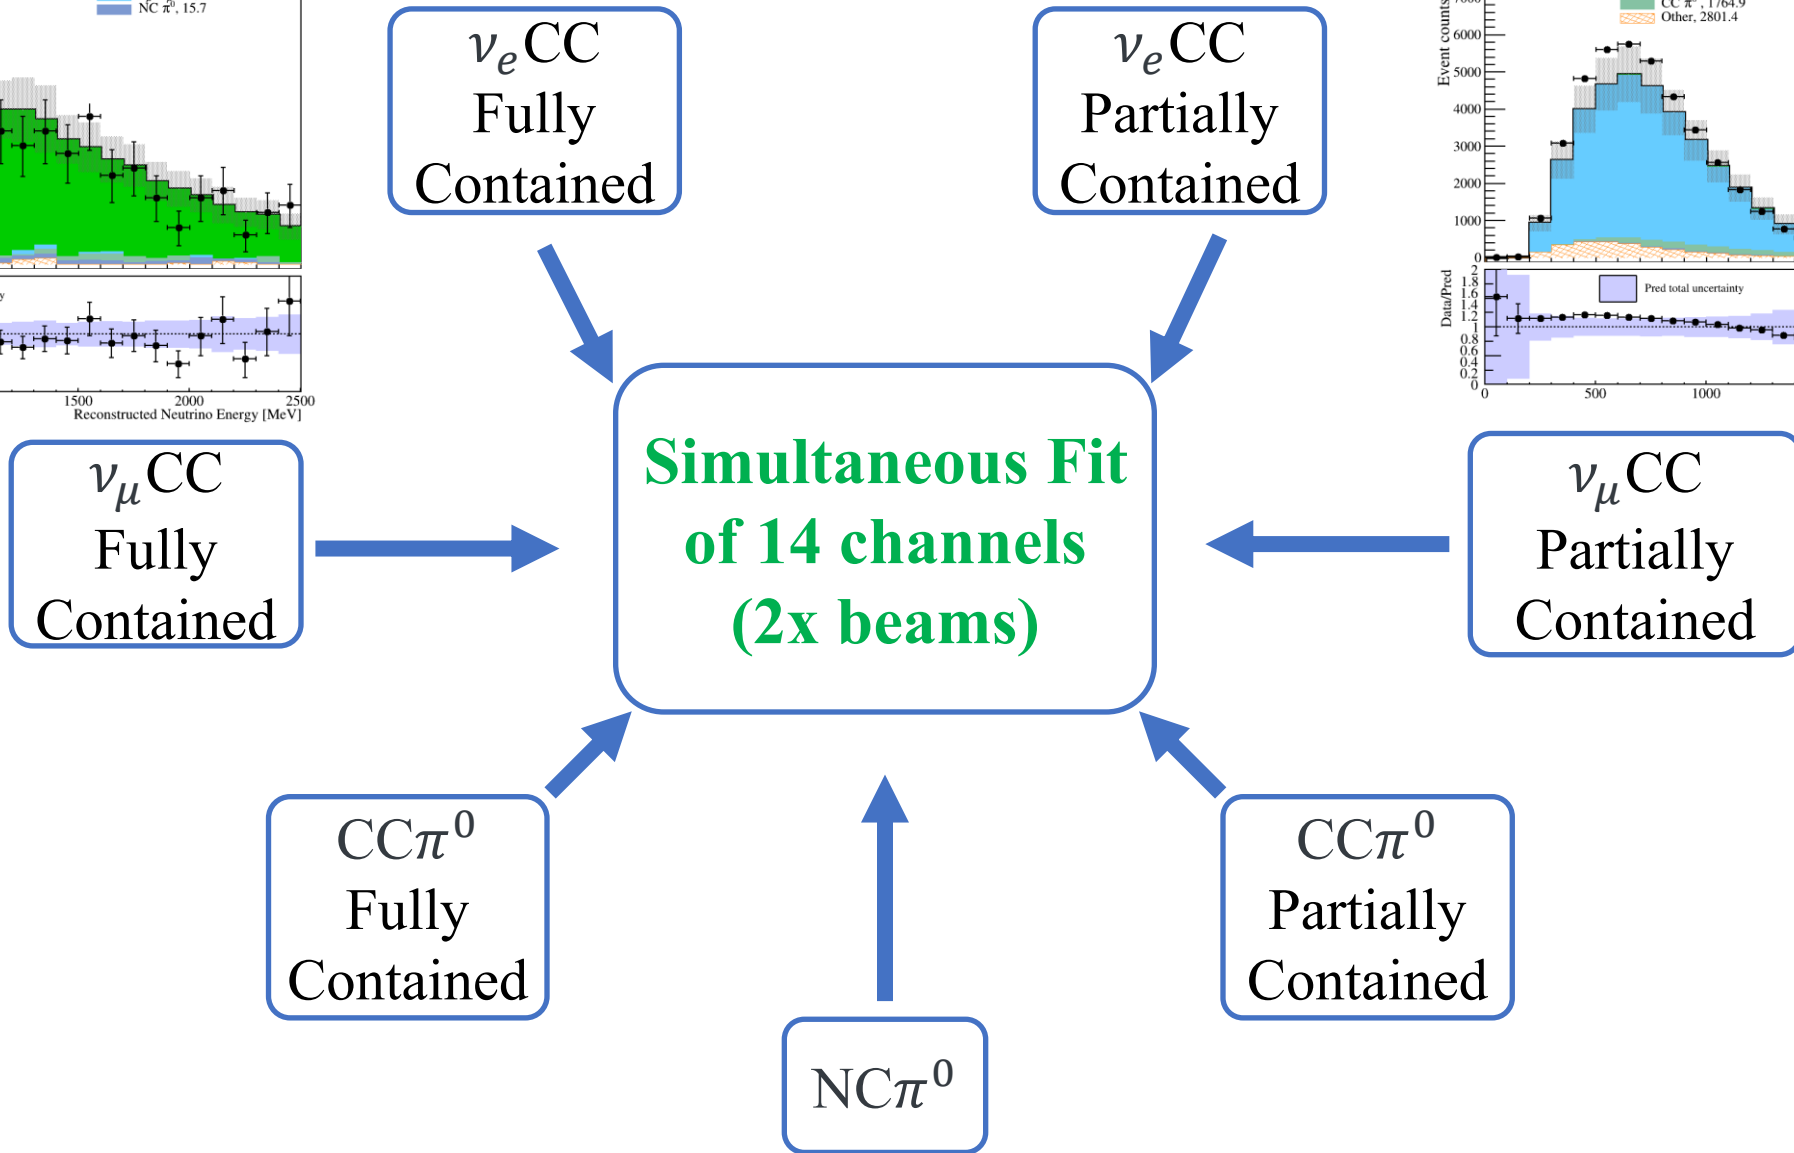 NC π⁰, 15.7
1500
2000
2500
Reconstructed Neutrino Energy [MeV]
νₑCC
Fully
Contained
νₑCC
Partially
Contained
, 1764.9
Other, 2801.4
Event counts
6000
5000
4000
3000
2000
1000
0
Data/Pred
2
1.8
1.6
1.4
1.2
1
0.8
0.6
0.4
0.2
0
Pred total uncertainty
0
500
1000
ν_μCC
Fully
Contained
Simultaneous Fit
of 14 channels
(2x beams)
ν_μCC
Partially
Contained
CCπ⁰
Fully
Contained
CCπ⁰
Partially
Contained
NCπ⁰